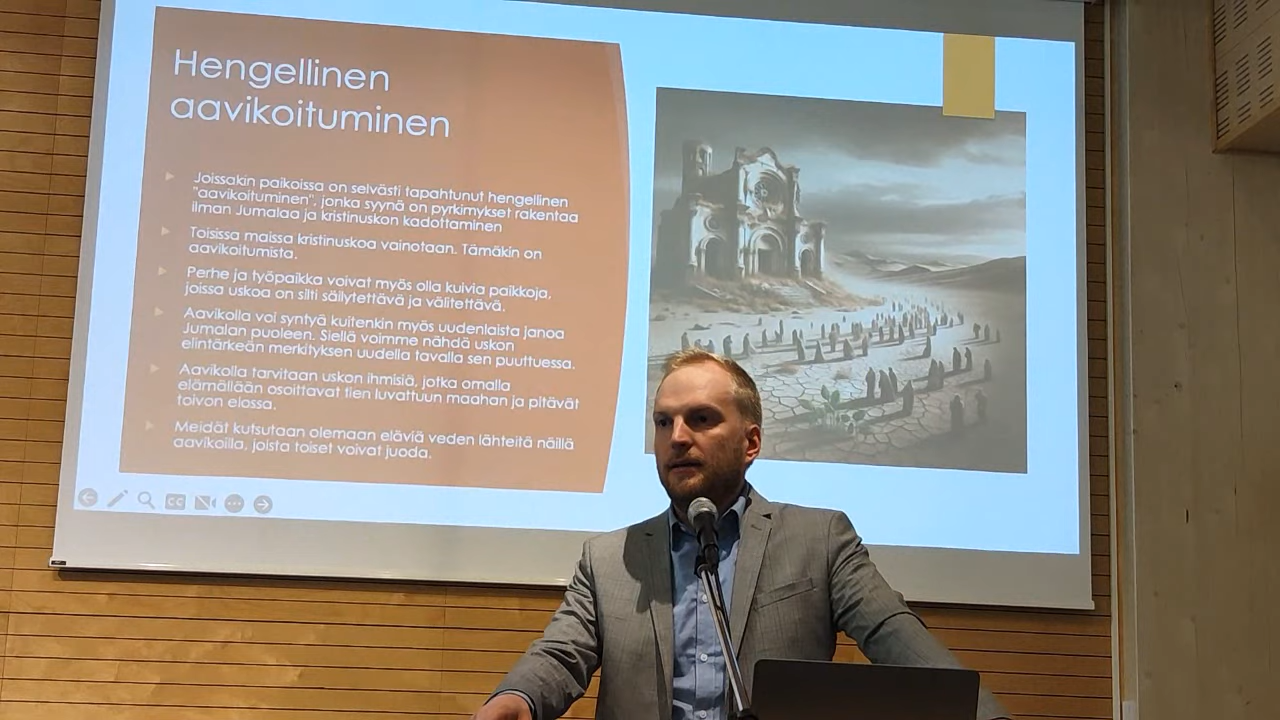 Hengellinen
aavikoituminen
Joissakin paikoissa on selvästi tapahtunut hengellinen
"aavikoituminen", jonka syynä on pyrkimykset rakentaa
ilman Jumalaa ja kristinuskon kadottaminen
Toisissa maissa kristinuskoa vainotaan. Tämäkin on
aavikoitumista.
Perhe ja työpaikka voivat myös olla kuivia paikkoja,
joissa uskoa on silti säilytettävä ja välitettävä.
Aavikolla voi syntyä kuitenkin myös uudenlaista janoa
Jumalan puoleen. Siellä voimme nähdä uskon
elintärkeän merkityksen uudella tavalla sen puuttuessa.
Aavikolla tarvitaan uskon ihmisiä, jotka omalla
elämällään osoittavat tien luvattuun maahan ja pitävät
toivon elossa.
Meidät kutsutaan olemaan eläviä veden lähteitä näillä
aavikoilla, joista toiset voivat juoda.
CC